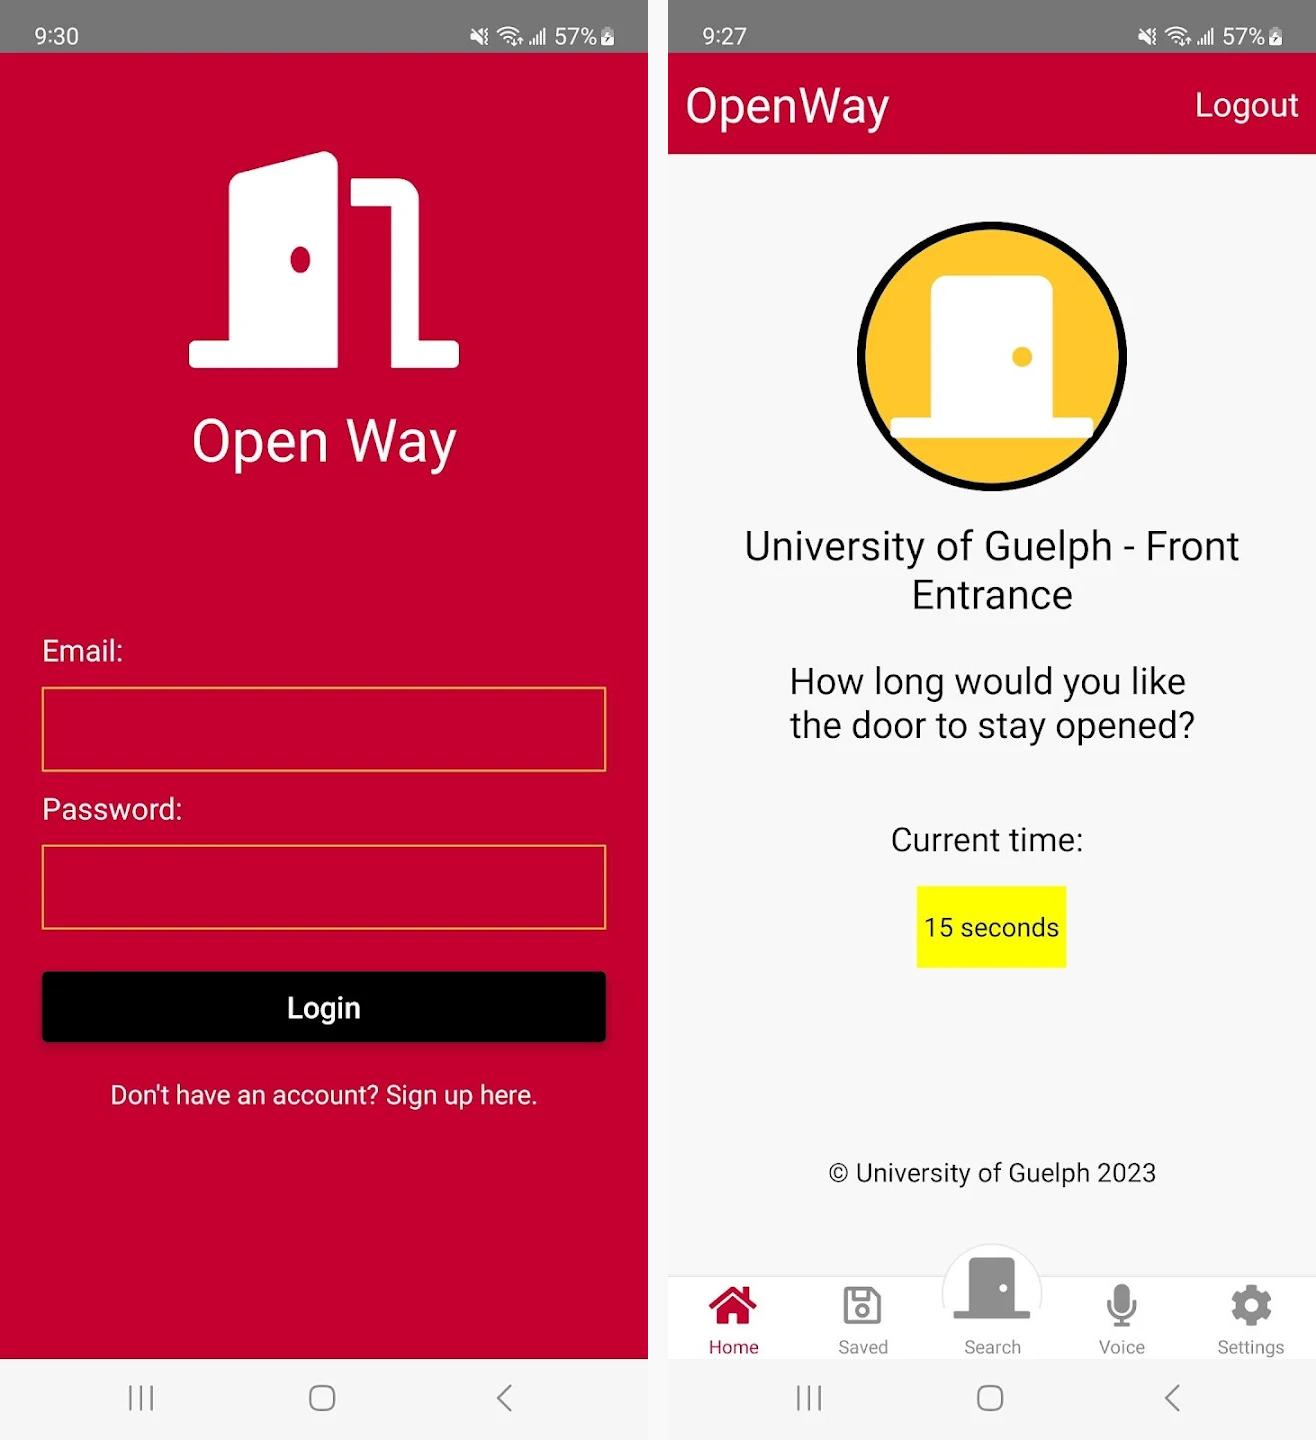 9:30
57%
Open Way
Email:
Password:
Login
Don't have an account? Sign up here.
9:27
57%
OpenWay
Logout
University of Guelph - Front
Entrance
How long would you like
the door to stay opened?
Current time:
15 seconds
© University of Guelph 2023
Home
Saved
Search
Voice
Settings